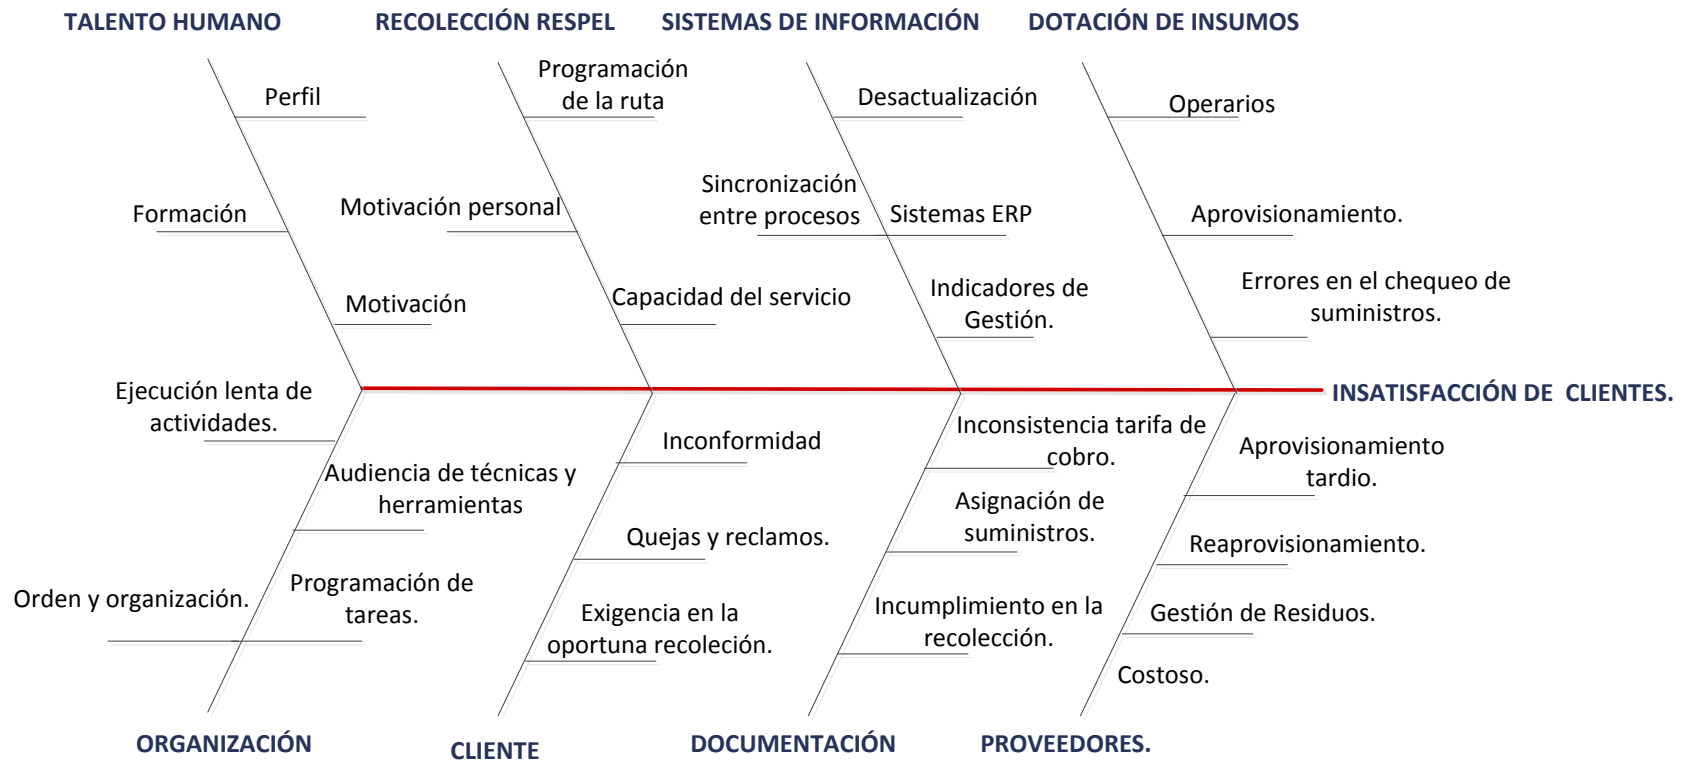 TALENTO HUMANO
RECOLECCIÓN RESPEL
SISTEMAS DE INFORMACIÓN
DOTACIÓN DE INSUMOS
Perfil
Formación
Motivación
Programación
de la ruta
Motivación personal
Capacidad del servicio
Desactualización
Sincronización
entre procesos
Sistemas ERP
Indicadores de
Gestión.
Operarios
Aprovisionamiento.
Errores en el chequeo de
suministros.
INSATISFACCIÓN DE CLIENTES.
Ejecución lenta de
actividades.
Audiencia de técnicas y
herramientas
Orden y organización.
Programación de
tareas.
Inconformidad
Quejas y reclamos.
Exigencia en la
oportuna recoleción.
Inconsistencia tarifa de
cobro.
Asignación de
suministros.
Incumplimiento en la
recolección.
Aprovisionamiento
tardio.
Reaprovisionamiento.
Gestión de Residuos.
Costoso.
ORGANIZACIÓN
CLIENTE
DOCUMENTACIÓN
PROVEEDORES.